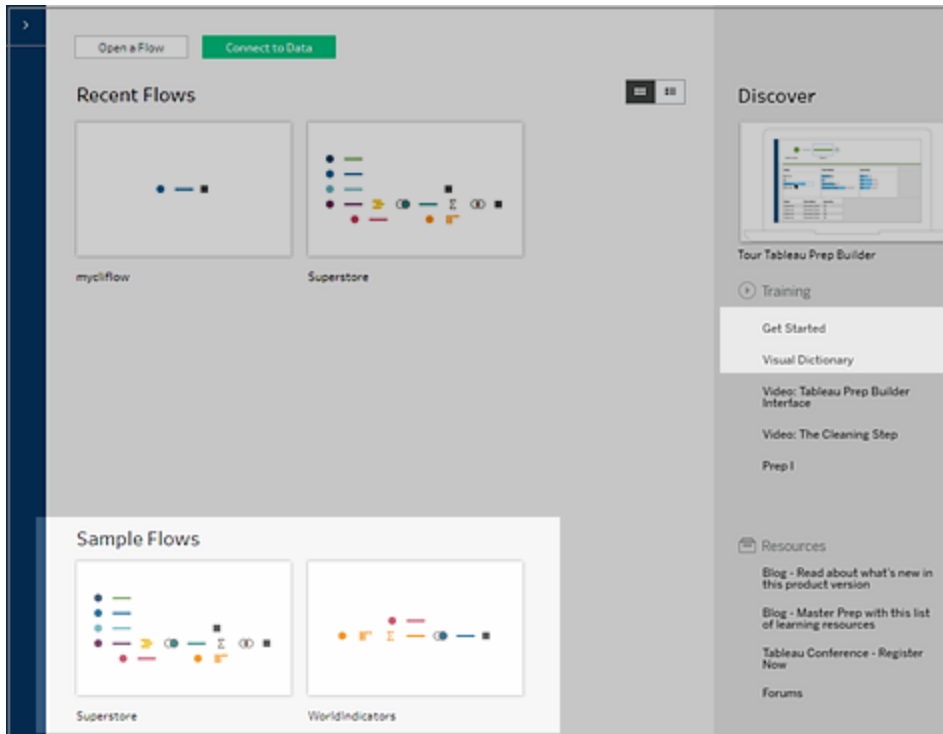 Open a Flow
Connect to Data
Recent Flows
mycliflow
Superstore
Sample Flows
Superstore
WorldIndicators
Discover
Tour Tableau Prep Builder
Training
Get Started
Visual Dictionary
Video: Tableau Prep Builder
Interface
Video: The Cleaning Step
Prep I
Resources
Blog - Read about what's new in
this product version
Blog - Master Prep with this list
of learning resources
Tableau Conference - Register
Now
Forums